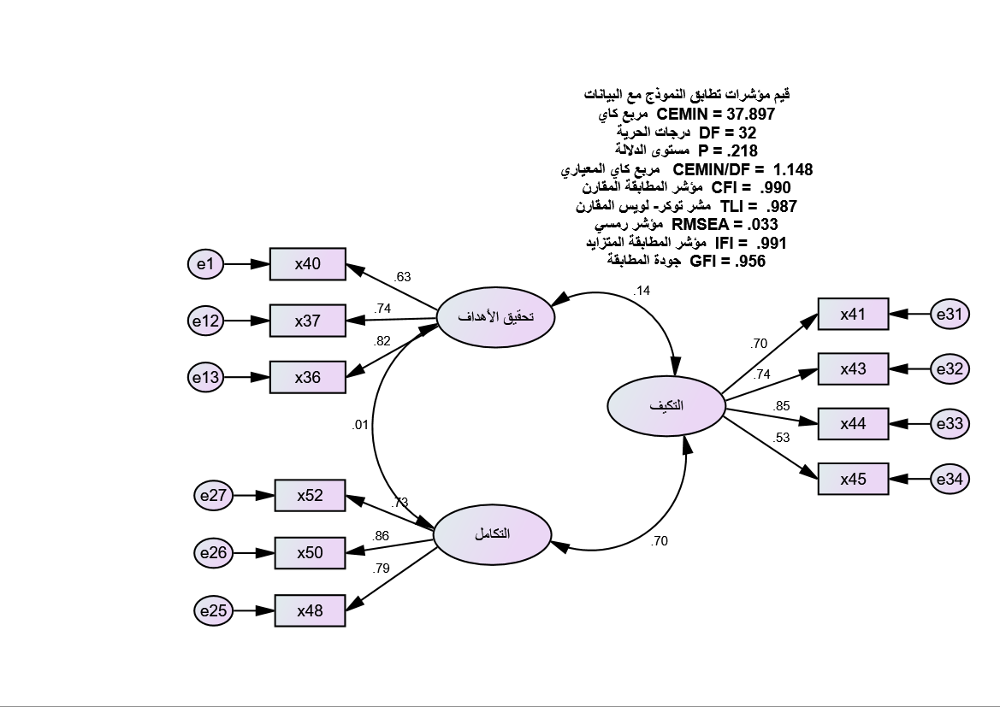 قيم مؤشرات تطابق النموذج مع البيانات
مربع كاي CEMIN = 37.897
درجات الحرية DF = 32
مستوى الدلالة P = .218
مربع كاي المعياري CEMIN/DF = 1.148
مؤشر المطابقة المقارن CFI = .990
مشر توكر- لويس المقارن TLI = .987
مؤشر رمسي RMSEA = .033
مؤشر المطابقة المتزايد IFI = .991
جودة المطابقة GFI = .956
e1
x40
.63
e12
x37
.74
e13
x36
.82
تحقيق الأهداف
.14
.01
التكيف
.70
x41
e31
.74
x43
e32
.85
x44
e33
.53
x45
e34
e27
x52
.73
e26
x50
.86
e25
x48
.79
التكامل
.70